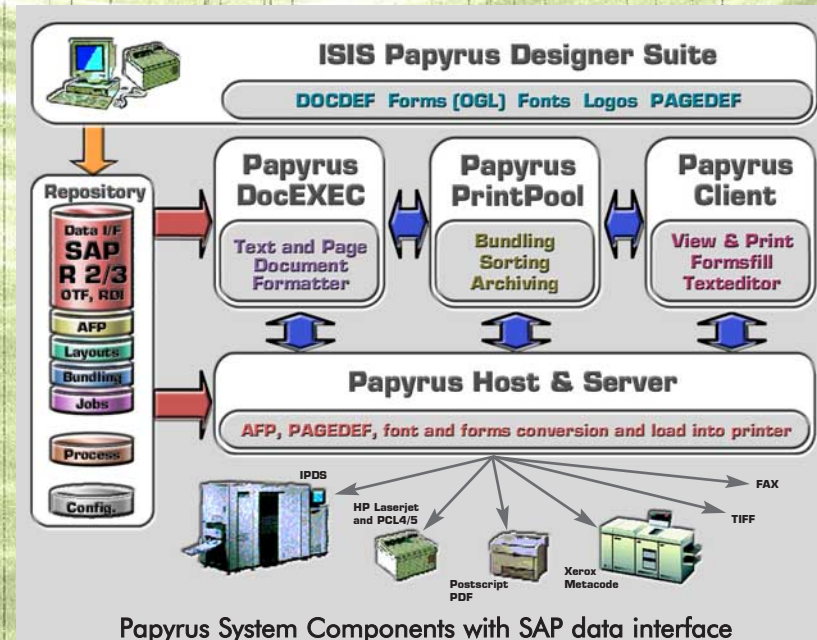 ISIS Papyrus Designer Suite
DOCDEF Forms (OGL) Fonts Logos PAGEDEF
Repository
Data I/F
SAP
R 2/3
OTF, RDI
AFP
Layouts
Bundling
Jobs
Process
Config.
Papyrus
DocEXEC
Text and Page
Document
Formatter
Papyrus
PrintPool
Bundling
Sorting
Archiving
Papyrus
Client
View & Print
Formsfill
Texteditor
Papyrus Host & Server
AFP, PAGEDEF, font and forms conversion and load into printer
IPDS
HP Laserjet
and PCL4/5
Postscript
PDF
Xerox
Metacode
TIFF
FAX
Papyrus System Components with SAP data interface